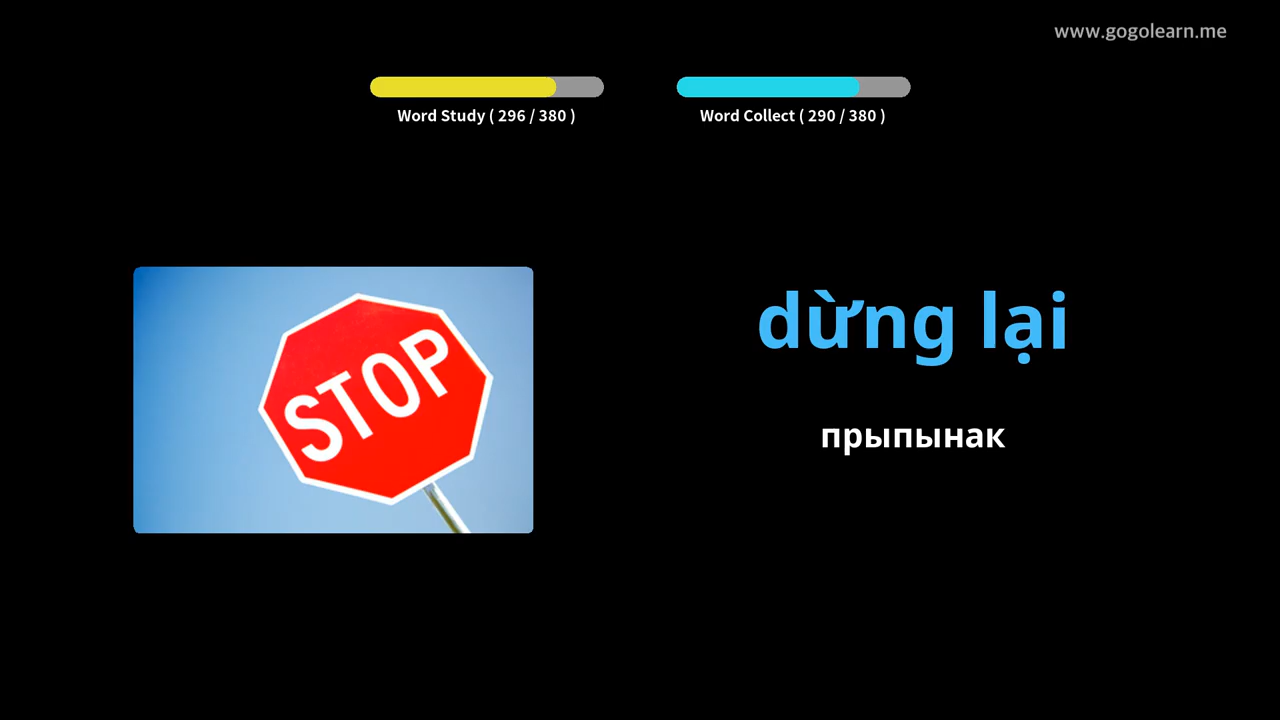 www.gogolearn.me
Word Study ( 296 / 380 )
Word Collect ( 290 / 380 )
STOP
dừng lại
прыпынак